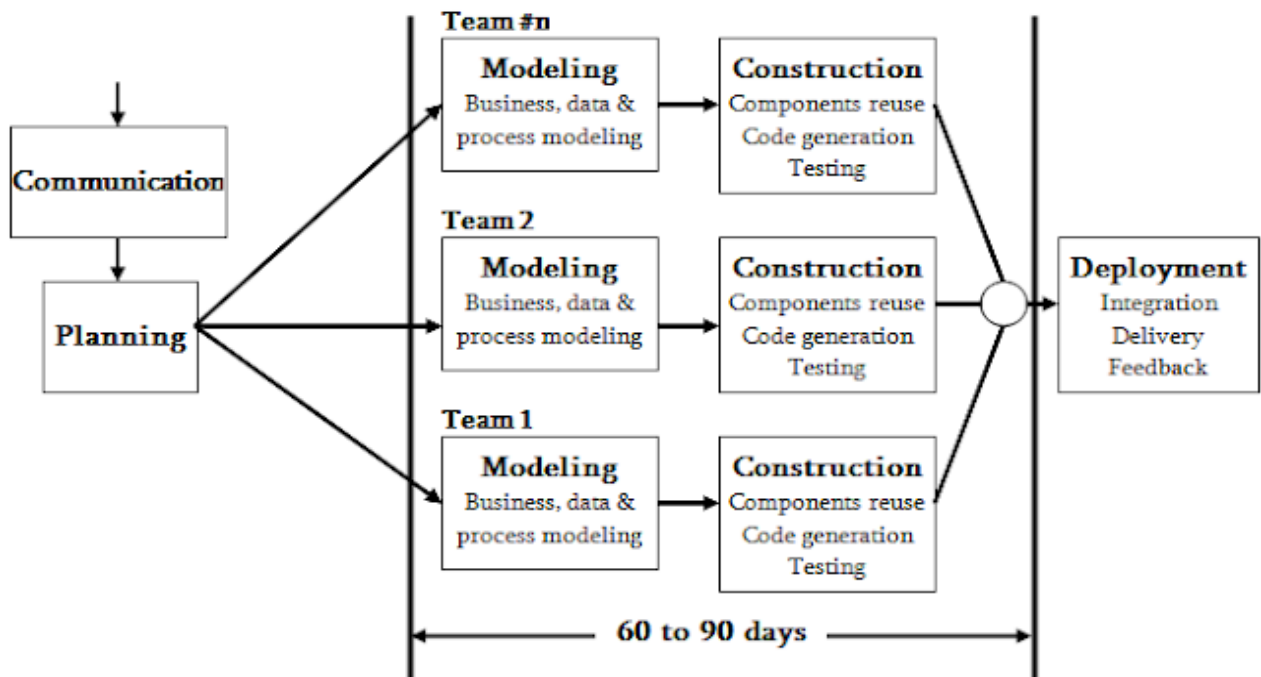 Communication
Planning
Team #n
Modeling
Business, data &
process modeling
Construction
Components reuse
Code generation
Testing
Team 2
Modeling
Business, data &
process modeling
Construction
Components reuse
Code generation
Testing
Team 1
Modeling
Business, data &
process modeling
Construction
Components reuse
Code generation
Testing
60 to 90 days
Deployment
Integration
Delivery
Feedback